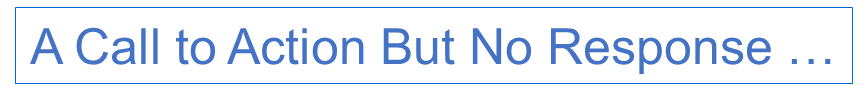 A Call to Action But No Response …